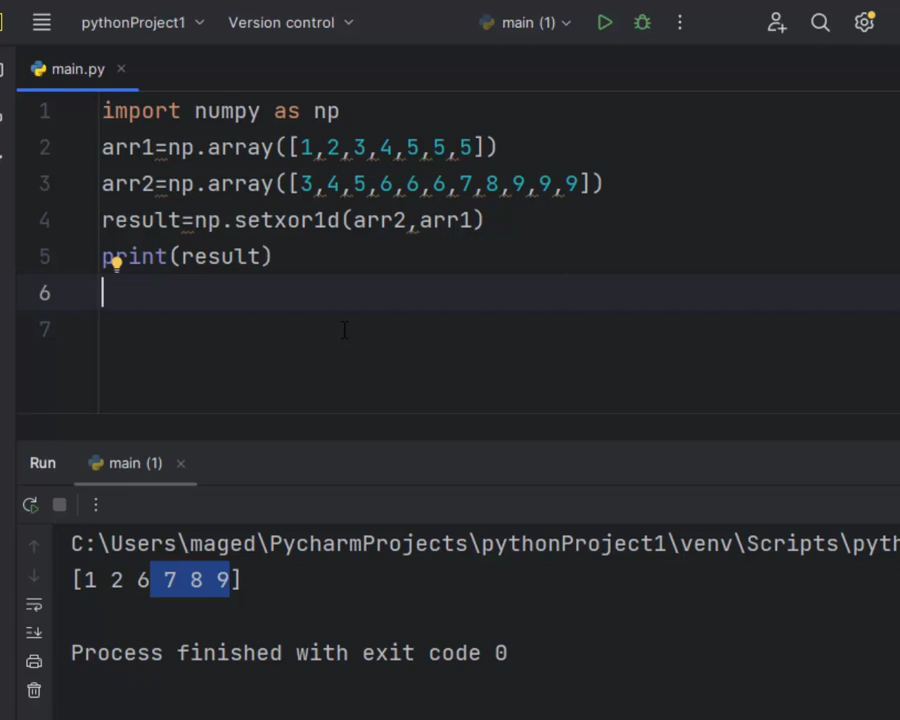 pythonProject1 Version control main (1)
main.py
1 import numpy as np
2 arr1=np.array([1,2,3,4,5,5,5])
3 arr2=np.array([3,4,5,6,6,6,7,8,9,9,9])
4 result=np.setxor1d(arr2,arr1)
5 print(result)
6
7
Run main (1)
C:\Users\maged\PycharmProjects\pythonProject1\venv\Scripts\pyth
[1 2 6 7 8 9]
Process finished with exit code 0